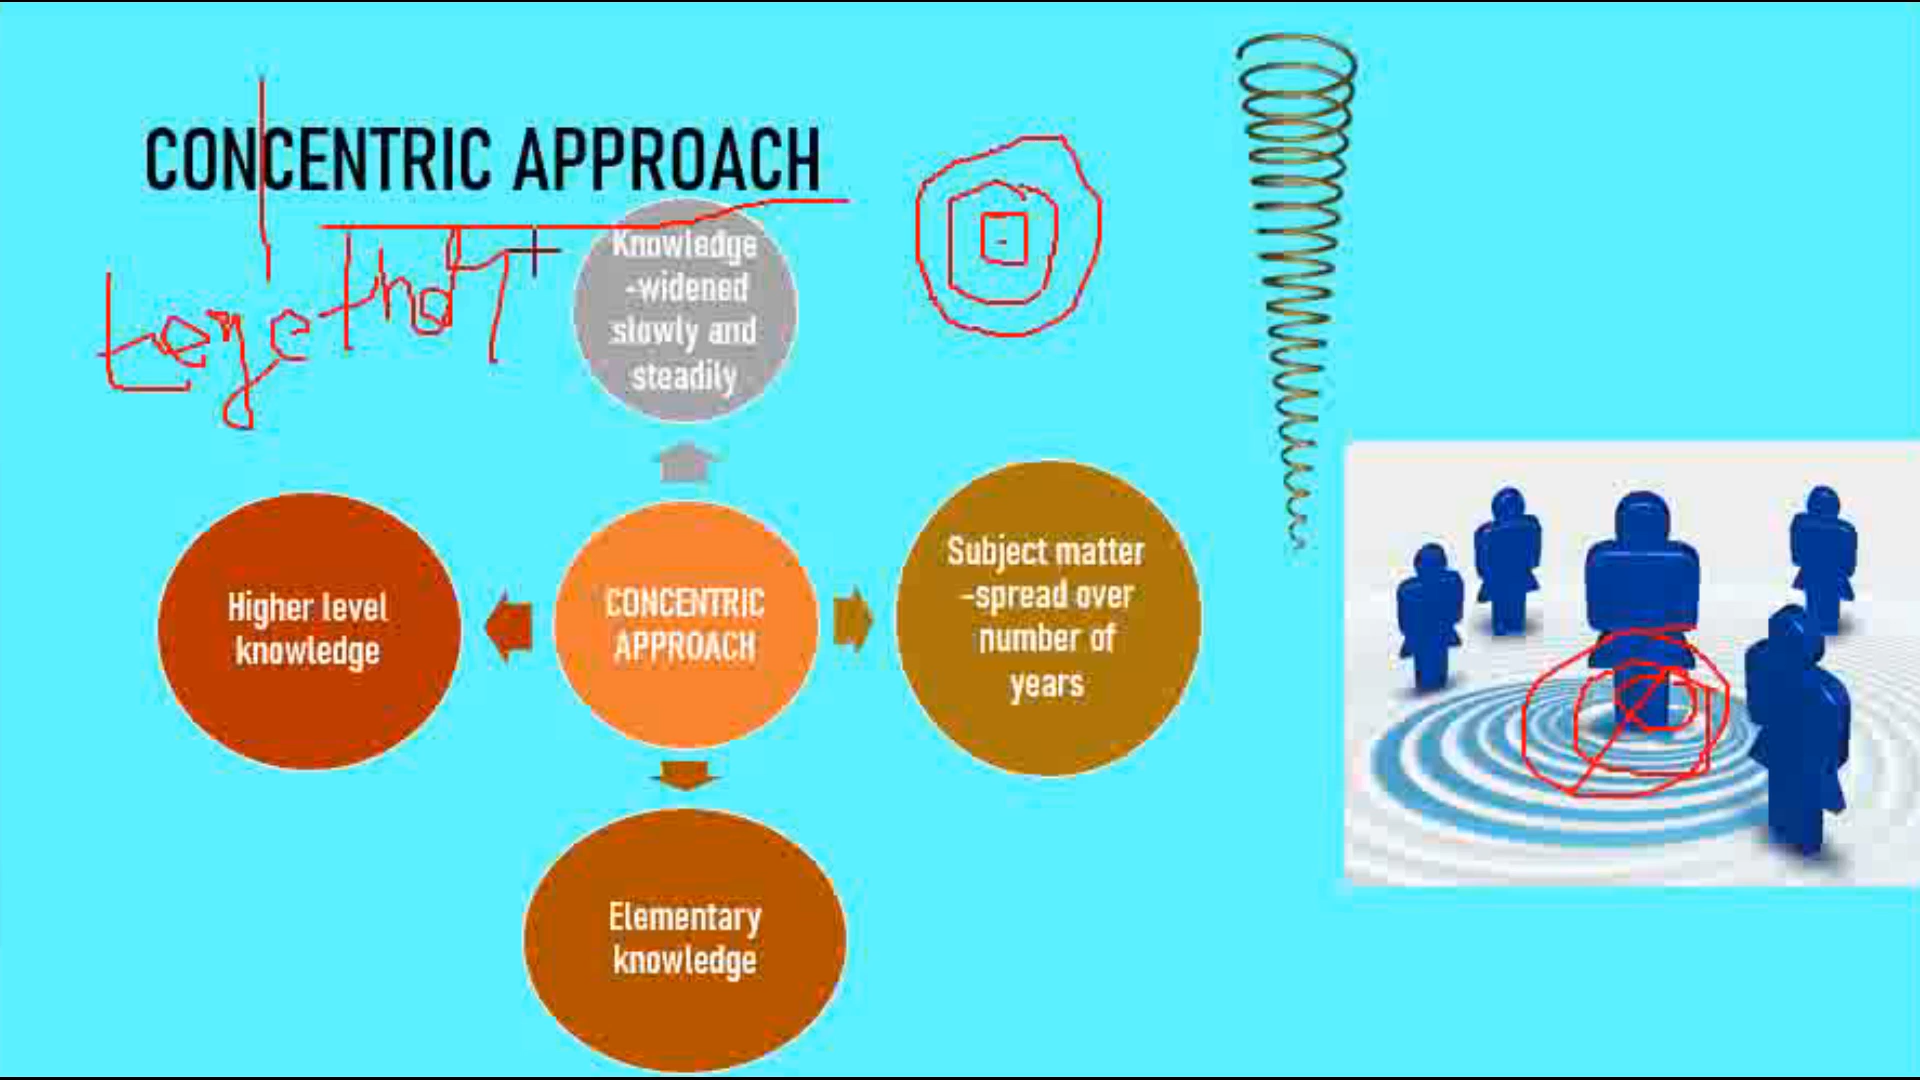 CONCENTRIC APPROACH
Knowledge
-widened
slowly and
steadily
Higher level
knowledge
CONCENTRIC
APPROACH
Subject matter
-spread over
number of
years
Elementary
knowledge